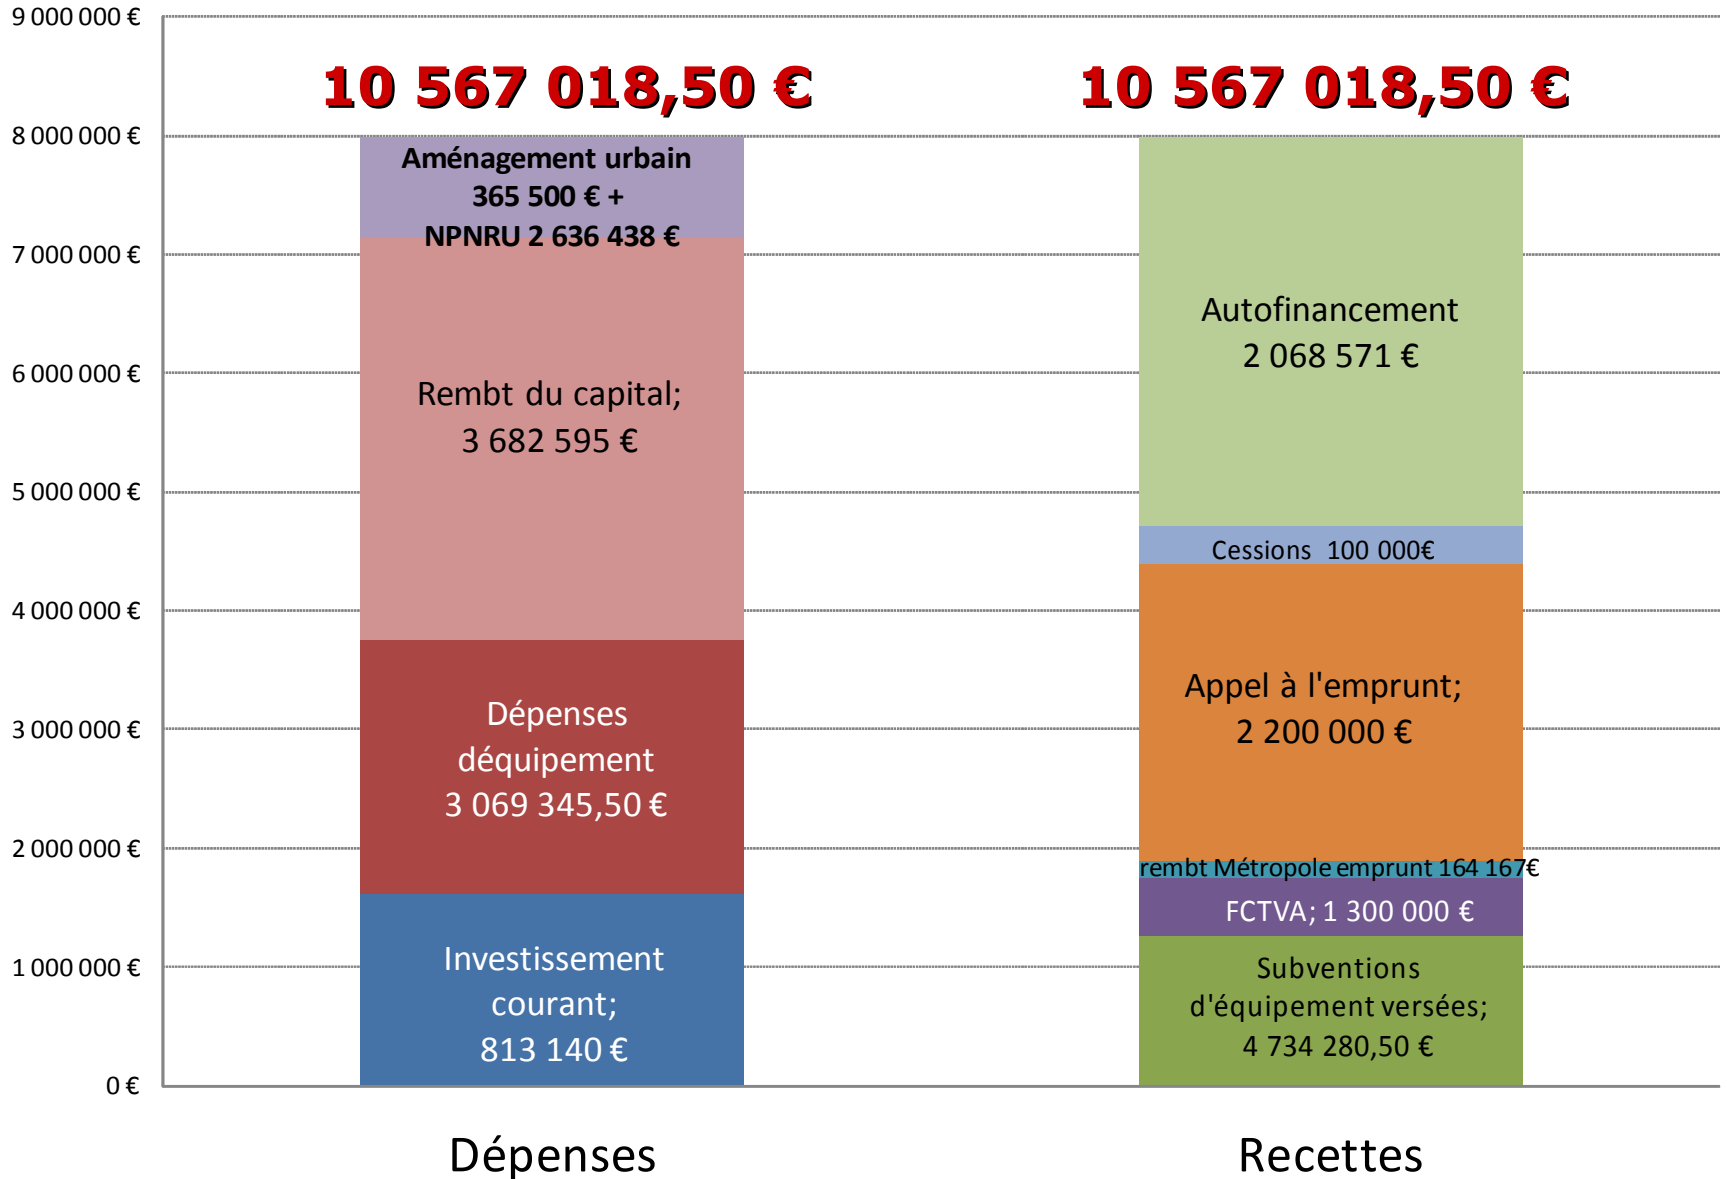 9 000 000 €
8 000 000 €
7 000 000 €
6 000 000 €
5 000 000 €
4 000 000 €
3 000 000 €
2 000 000 €
1 000 000 €
0 €
10 567 018,50 €
Aménagement urbain
365 500 € +
NPNRU 2 636 438 €
Rembt du capital;
3 682 595 €
Dépenses
déquipement
3 069 345,50 €
Investissement
courant;
813 140 €
Dépenses
10 567 018,50 €
Autofinancement
2 068 571 €
Cessions 100 000€
Appel à l'emprunt;
2 200 000 €
rembt Métropole emprunt 164 167€
FCTVA; 1 300 000 €
Subventions
d'équipement versées;
4 734 280,50 €
Recettes